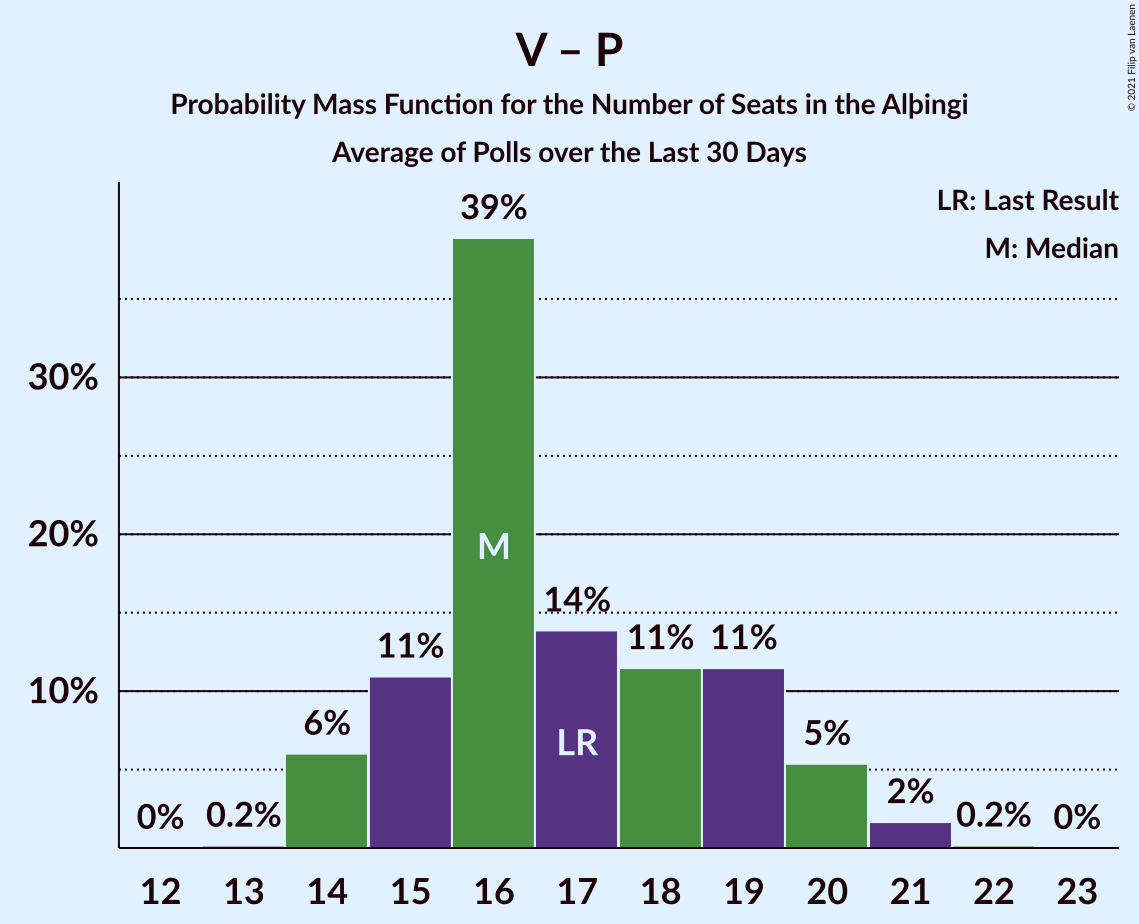 V – P
Probability Mass Function for the Number of Seats in the Alþingi
Average of Polls over the Last 30 Days
© 2021 Filip van Laenen
LR: Last Result
M: Median
39%
30%
20%
10%
M
14%
11%
11%
11%
6%
LR
5%
2%
0%
0.2%
0.2%
0%
12 13 14 15 16 17 18 19 20 21 22 23